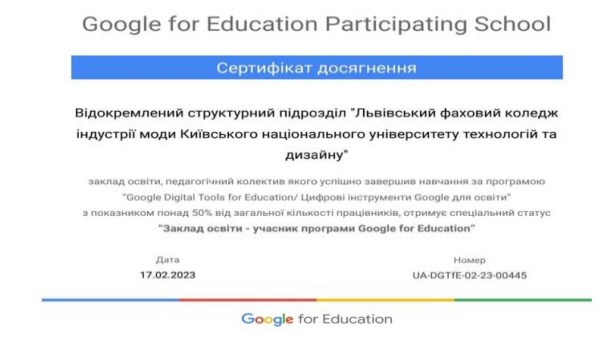 Google for Education Participating School
Сертифікат досягнення
Відокремлений структурний підрозділ "Львівський фаховий коледж
індустрії моди Київського національного університету технологій та
дизайну"
заклад освіти, педагогічний колектив якого успішно завершив навчання за програмою
"Google Digital Tools for Education/ Цифрові інструменти Google для освіти"
з показником понад 50% від загальної кількості працівників, отримує спеціальний статус
"Заклад освіти - учасник програми Google for Education"
Дата
17.02.2023
Номер
UA-DGTfE-02-23-00445
Google for Education